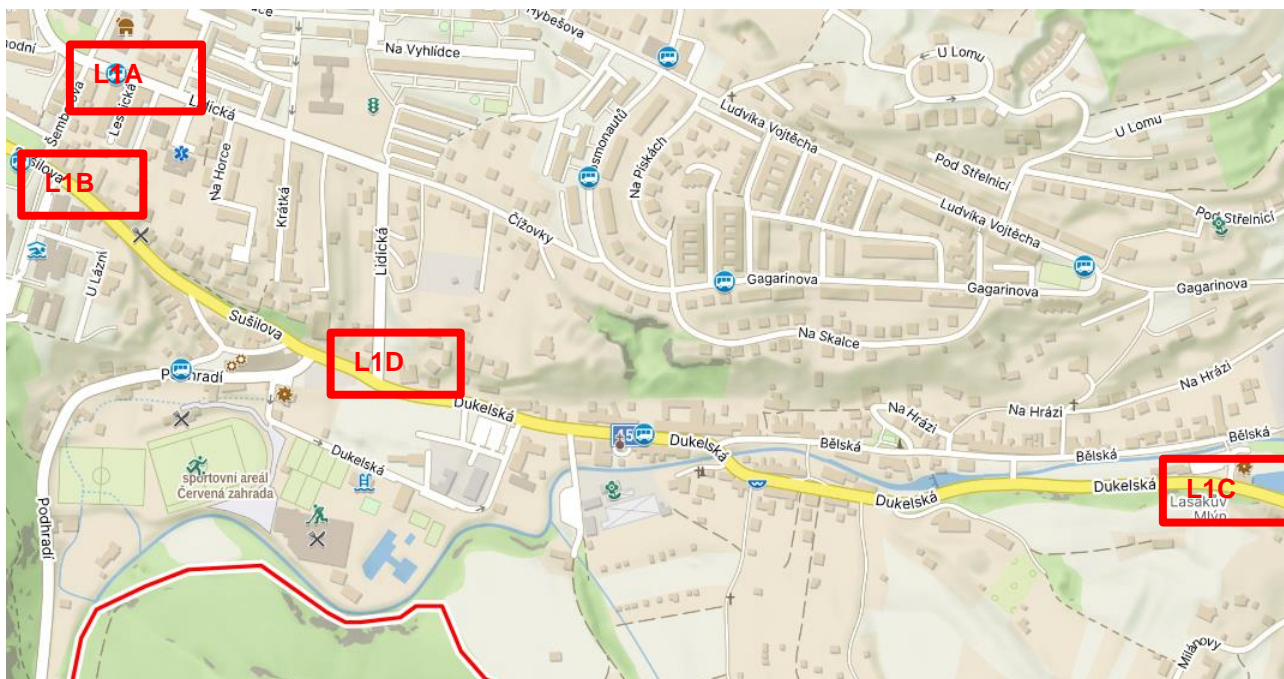 Hybešova
hodní
Na Vyhlídce
U Lomu
L1A
Lidická
Lesnická
Šemberova
Kosmonautů
Ludvíka Vojtěcha
U Lomu
Na Pískách
Pod Střelnicí
Sušilova
L1B
Na Horce
Krátká
Lidická
Čížovky
Ludvíka Vojtěcha
Pod Střelnicí
U Lázní
Gagarinova
Gagarinova
Gagarinova
Sušilova
Na Skalce
L1D
Podhradí
Na Hrázi
Dukelská
Na Hrázi
Na Hrázi
Dukelská
Bělská
Bělská
Bělská
sportovní areál
Červená zahrada
Dukelská
Dukelská
Dukelská
L1C
Lasákův
Mlýn
Podhradí
Milánovy